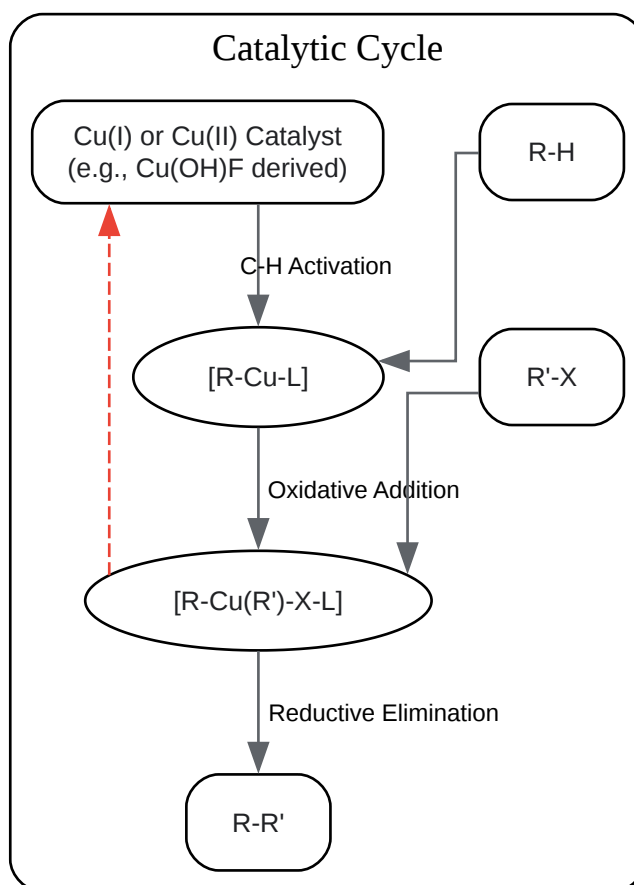 Catalytic Cycle
Cu(I) or Cu(II) Catalyst
(e.g., Cu(OH)F derived)
R-H
C-H Activation
[R-Cu-L]
R'-X
Oxidative Addition
[R-Cu(R')-X-L]
Reductive Elimination
R-R'